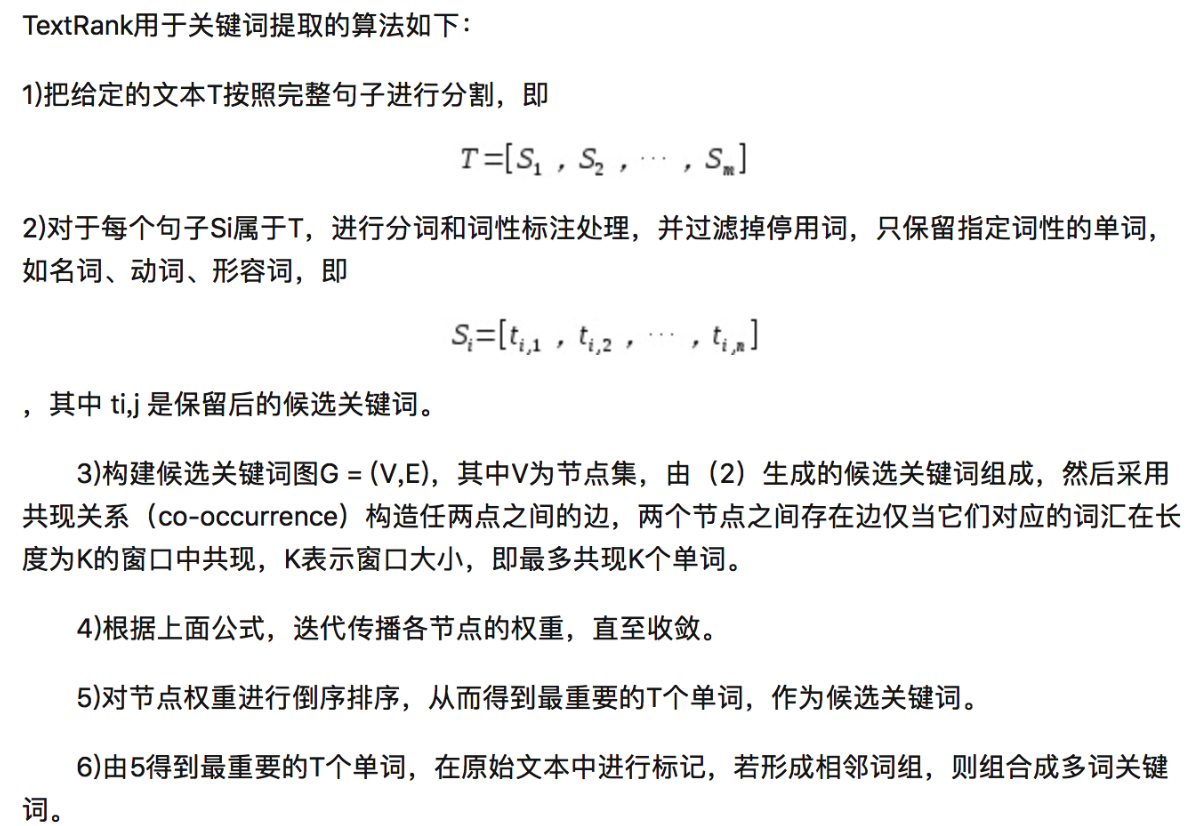 TextRank用于关键词提取的算法如下：
1)把给定的文本T按照完整句子进行分割，即
T=[S1 , S2 , ··· , Sm]
2)对于每个句子Si属于T，进行分词和词性标注处理，并过滤掉停用词，只保留指定词性的单词，
如名词、动词、形容词，即
Si=[ti,1 , ti,2 , ··· , ti,n]
，其中 ti,j 是保留后的候选关键词。
3)构建候选关键词图G = (V,E)，其中V为节点集，由（2）生成的候选关键词组成，然后采用
共现关系（co-occurrence）构造任两点之间的边，两个节点之间存在边仅当它们对应的词汇在长
度为K的窗口中共现，K表示窗口大小，即最多共现K个单词。
4)根据上面公式，迭代传播各节点的权重，直至收敛。
5)对节点权重进行倒序排序，从而得到最重要的T个单词，作为候选关键词。
6)由5得到最重要的T个单词，在原始文本中进行标记，若形成相邻词组，则组合成多词关键
词。